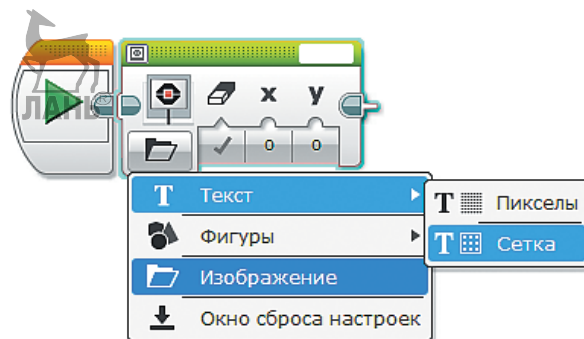 x y
ЛАНЬ
0 0
T Текст
T Пикселы
Фигуры
T Сетка
Изображение
Окно сброса настроек